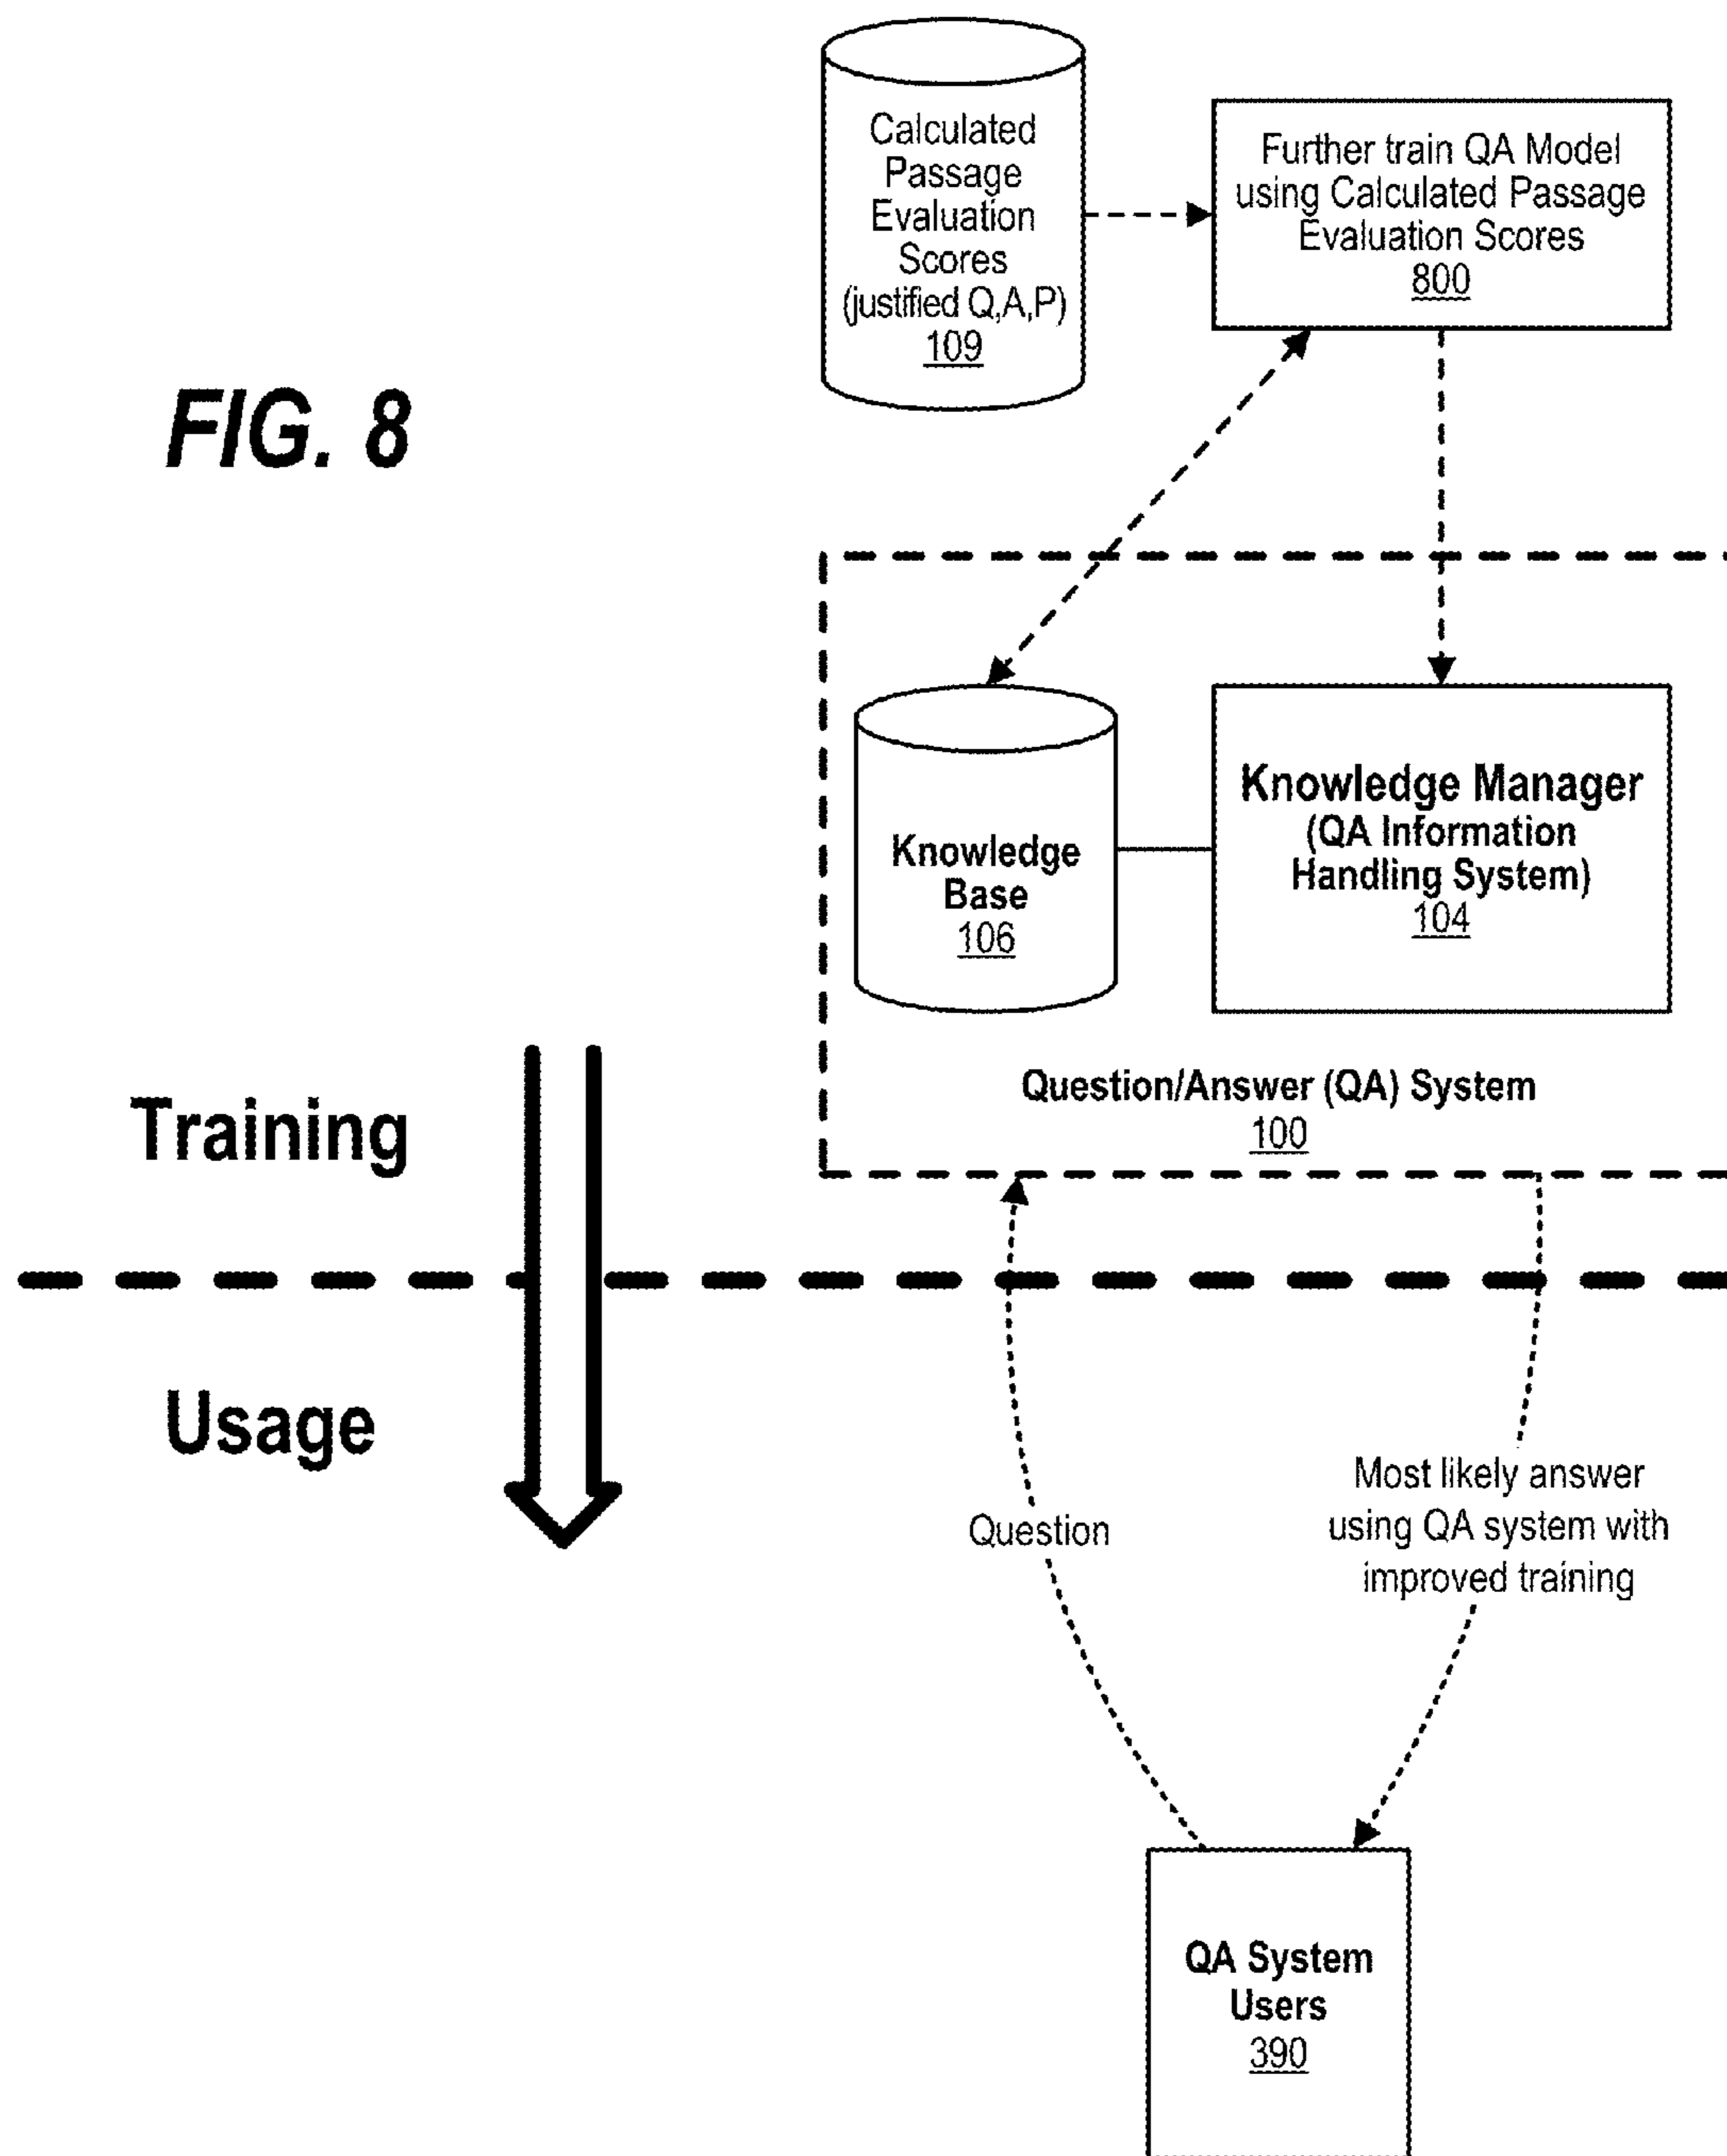 Calculated
Passage
Evaluation
Scores
(justified Q,A,P)
109
Further train QA Model
using Calculated Passage
Evaluation Scores
800
FIG. 8
Knowledge
Base
106
Knowledge Manager
(QA Information
Handling System)
104
Question/Answer (QA) System
100
Training
Usage
Question
Most likely answer
using QA system with
improved training
QA System
Users
390